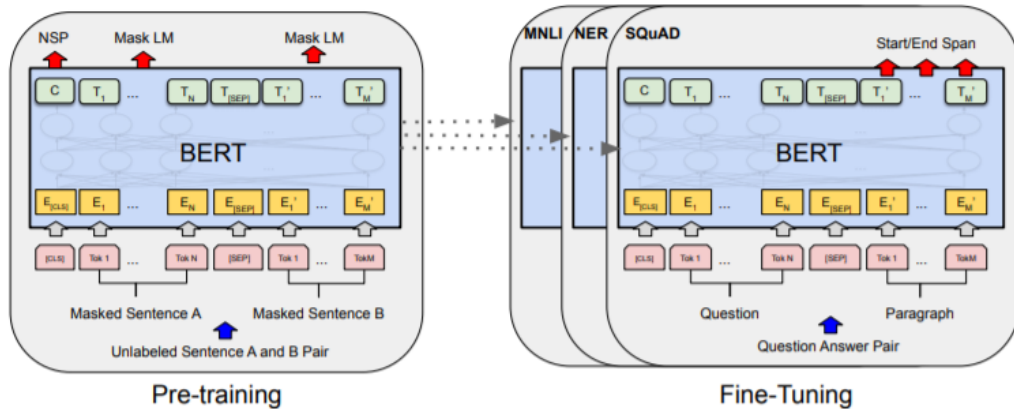 NSP Mask LM Mask LM
C T1 ... TN T[SEP] T1' ... TM'
BERT
E[CLS] E1 ... EN E[SEP] E1' ... EM'
[CLS] Tok 1 ... Tok N [SEP] Tok 1 ... TokM
Masked Sentence A Masked Sentence B
Unlabeled Sentence A and B Pair
Pre-training
MNLI NER SQuAD
Start/End Span
C T1 ... TN T[SEP] T1' ... TM'
BERT
E[CLS] E1 ... EN E[SEP] E1' ... EM'
[CLS] Tok 1 ... Tok N [SEP] Tok 1 ... TokM
Question Paragraph
Question Answer Pair
Fine-Tuning